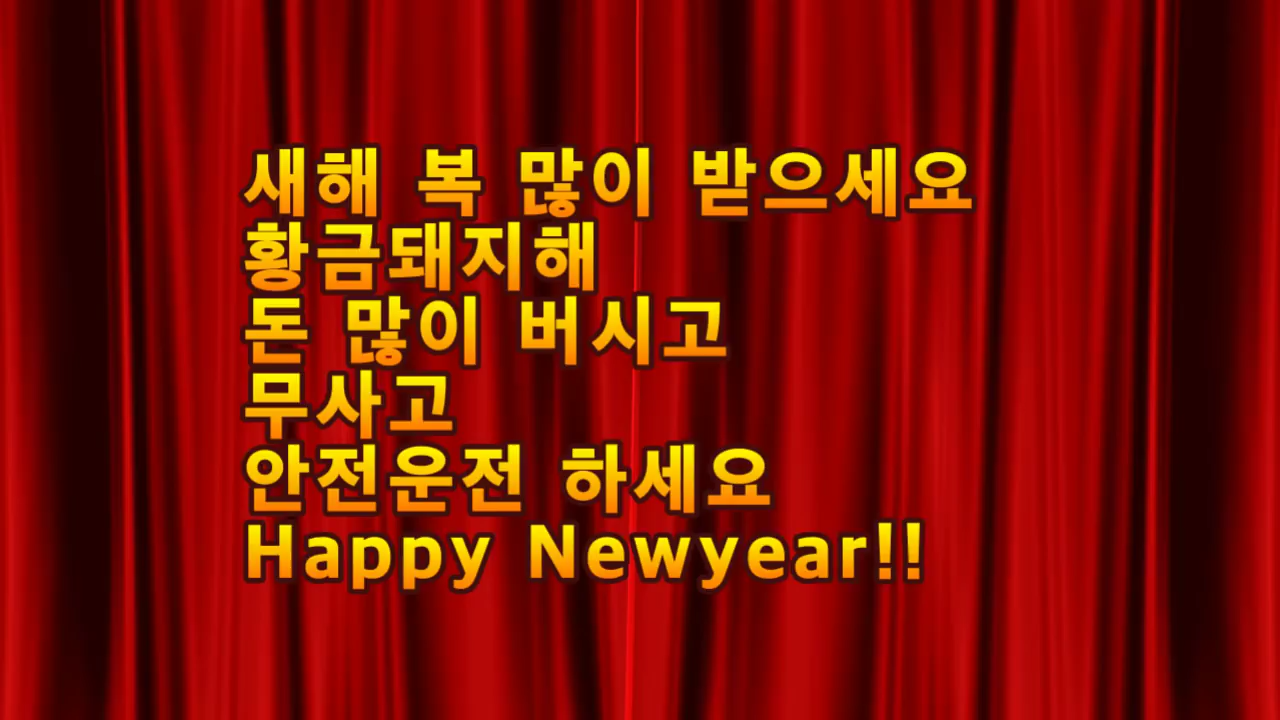 새해 복 많이 받으세요
황금돼지해
돈 많이 버시고
무사고
안전운전 하세요
Happy Newyear!!